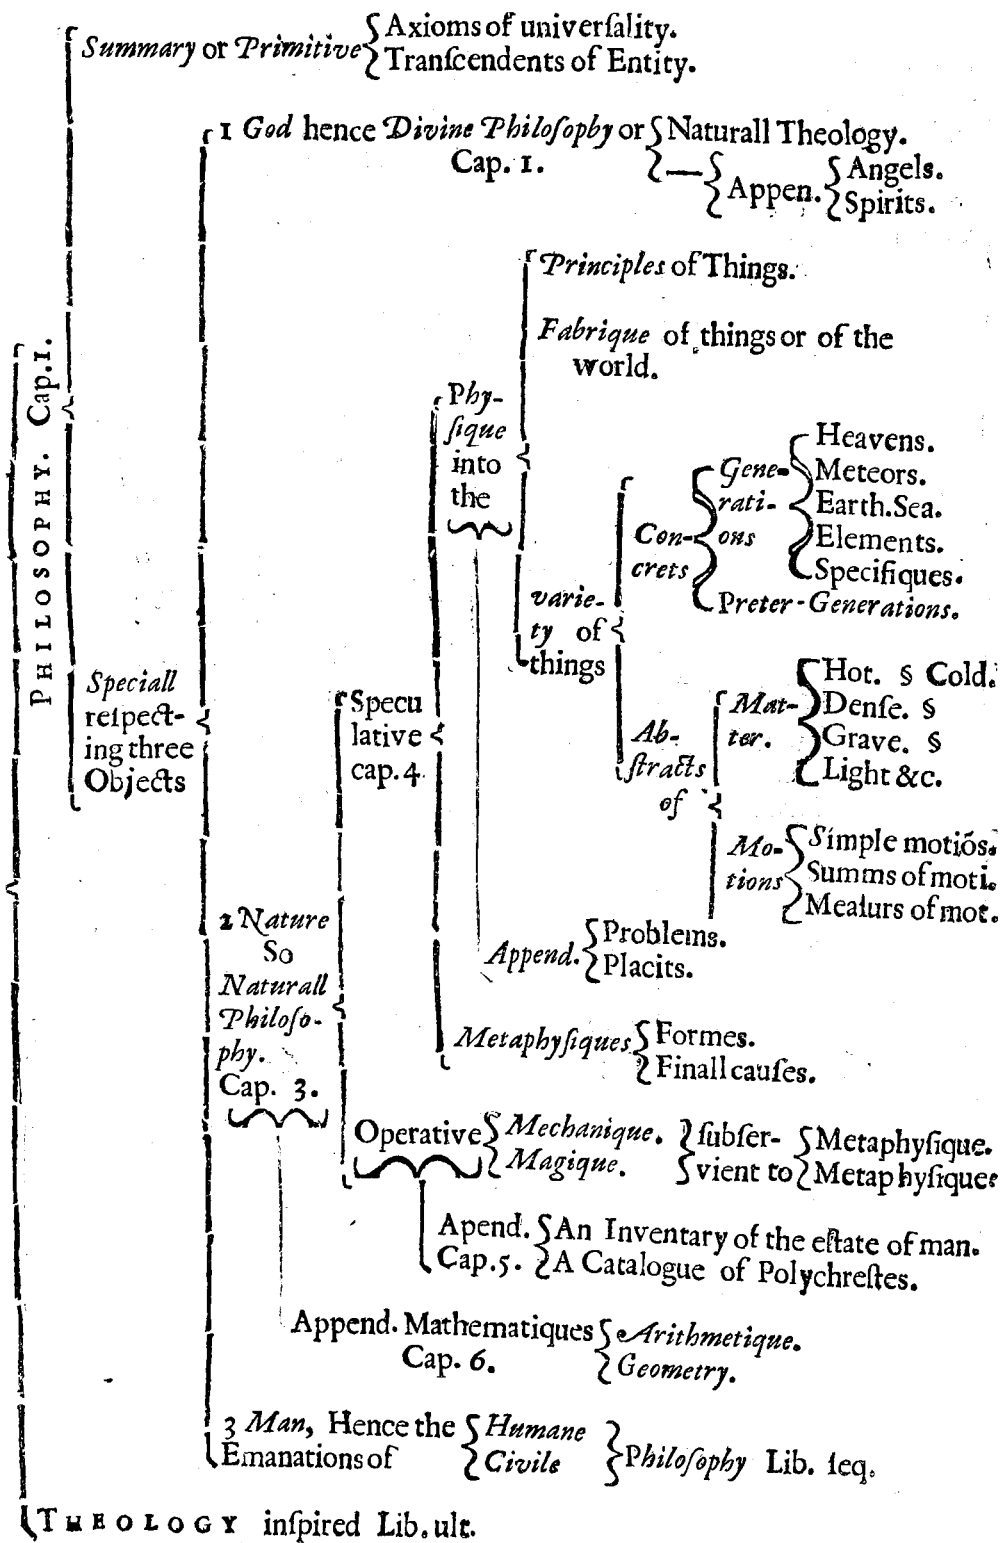 Summary or Primitive
Axioms of univerſality.
Tranſcendents of Entity.
1 God hence Divine Philoſophy or
Cap. 1.
Naturall Theology.
Appen.
Angels.
Spirits.
PHILOSOPHY. Cap.1.
Principles of Things.
Fabrique of things or of the
world.
Phy-
ſique
into
the
Gene-
rati-
ons
Heavens.
Meteors.
Earth.Sea.
Elements.
Specifiques.
Con-
crets
Preter-Generations.
varie-
ty of
things
Speciall
reſpect-
ing three
Objects
Specu
lative
cap. 4.
Ab-
ſtracts
of
Mat-
ter.
Hot. § Cold.
Denſe. §
Grave. §
Light &c.
Mo-
tions
Simple motiōs.
Summs of moti.
Meaſurs of mot.
2 Nature
So
Naturall
Philoſo-
phy.
Cap. 3.
Append.
Problems.
Placits.
Metaphyſiques
Formes.
Finall cauſes.
Operative
Mechanique.
Magique.
ſubſer-
vient to
Metaphyſique.
Metaphyſique
Apend.
Cap.5.
An Inventary of the eſtate of man.
A Catalogue of Polychreſtes.
Append. Mathematiques
Cap. 6.
Arithmetique.
Geometry.
3 Man, Hence the
Emanations of
Humane
Civile
Philoſophy Lib. ſeq.
THEOLOGY inſpired Lib. ult.